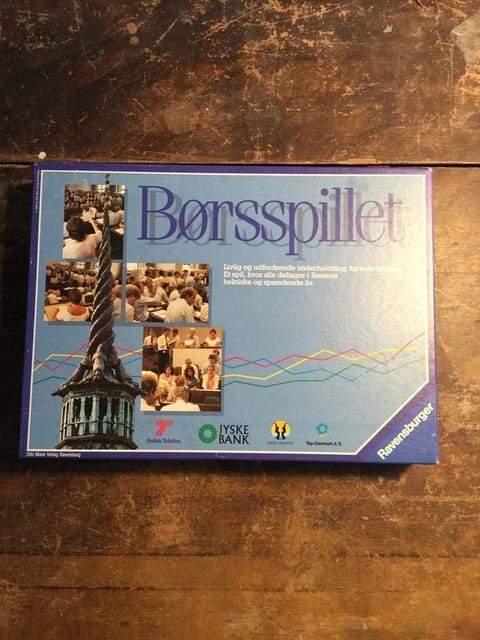 Børsspillet
Livlig og udfordrende underholdning for hele familien.
Et spil, hvor alle deltager i Børsens
hektiske og spændende liv.
Jydsk Telefon
JYSKE
BANK
Top-Danmark A/S
Ravensburger
Otto Maier Verlag Ravensburg